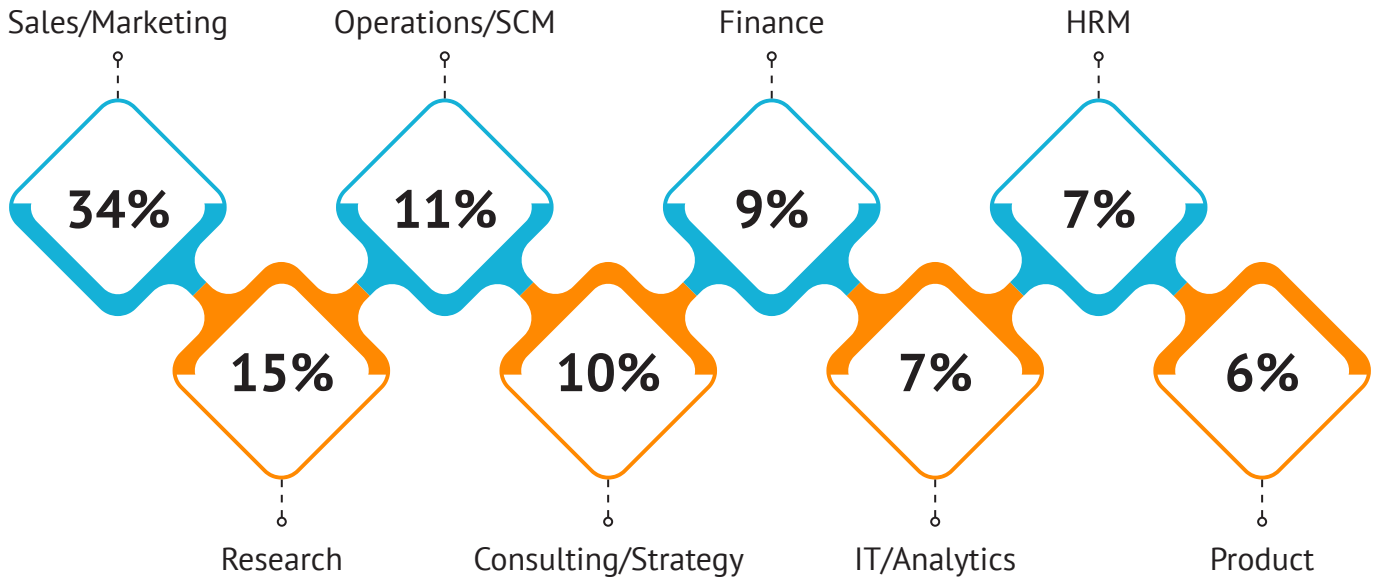 Sales/Marketing
Operations/SCM
Finance
HRM
34%
11%
9%
7%
15%
10%
7%
6%
Research
Consulting/Strategy
IT/Analytics
Product